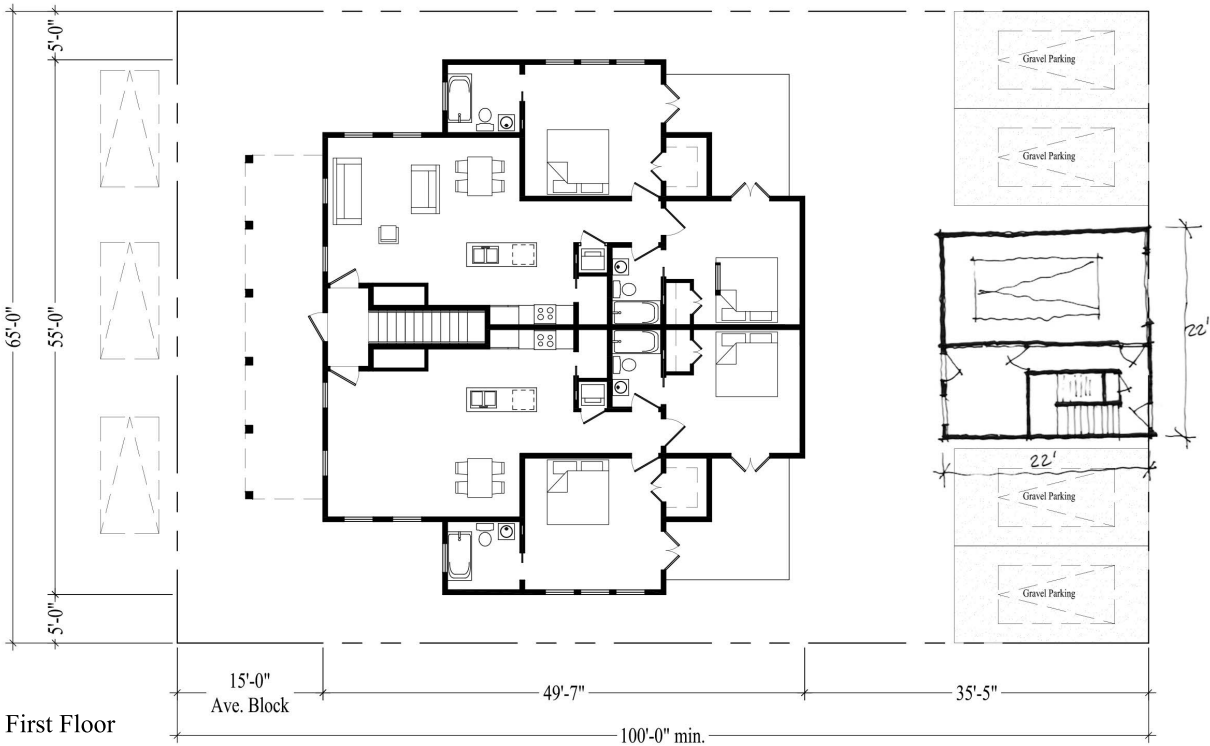 5'-0"
Gravel Parking
Gravel Parking
65'-0"
55'-0"
22'
22'
Gravel Parking
Gravel Parking
5'-0"
15'-0"
Ave. Block
49'-7"
35'-5"
First Floor
100'-0" min.